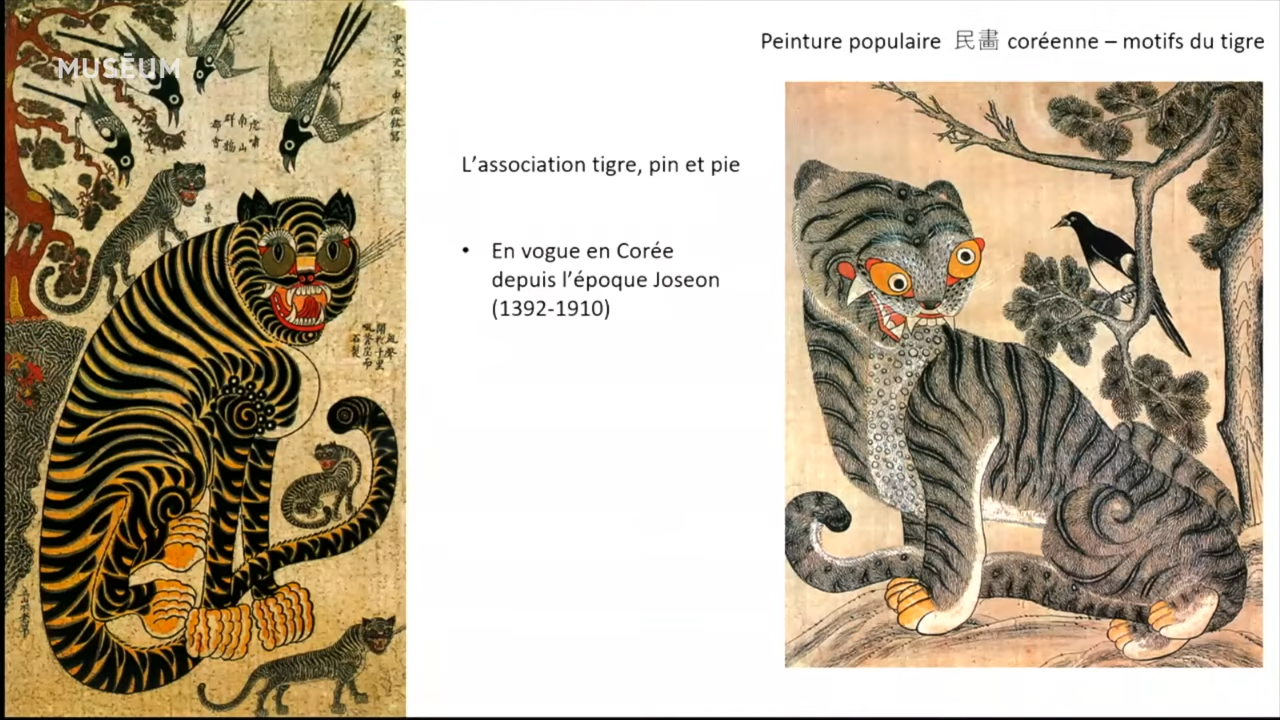 MUSĒUM
Peinture populaire 民畵 coréenne – motifs du tigre
L’association tigre, pin et pie
• En vogue en Corée
depuis l’époque Joseon
(1392-1910)